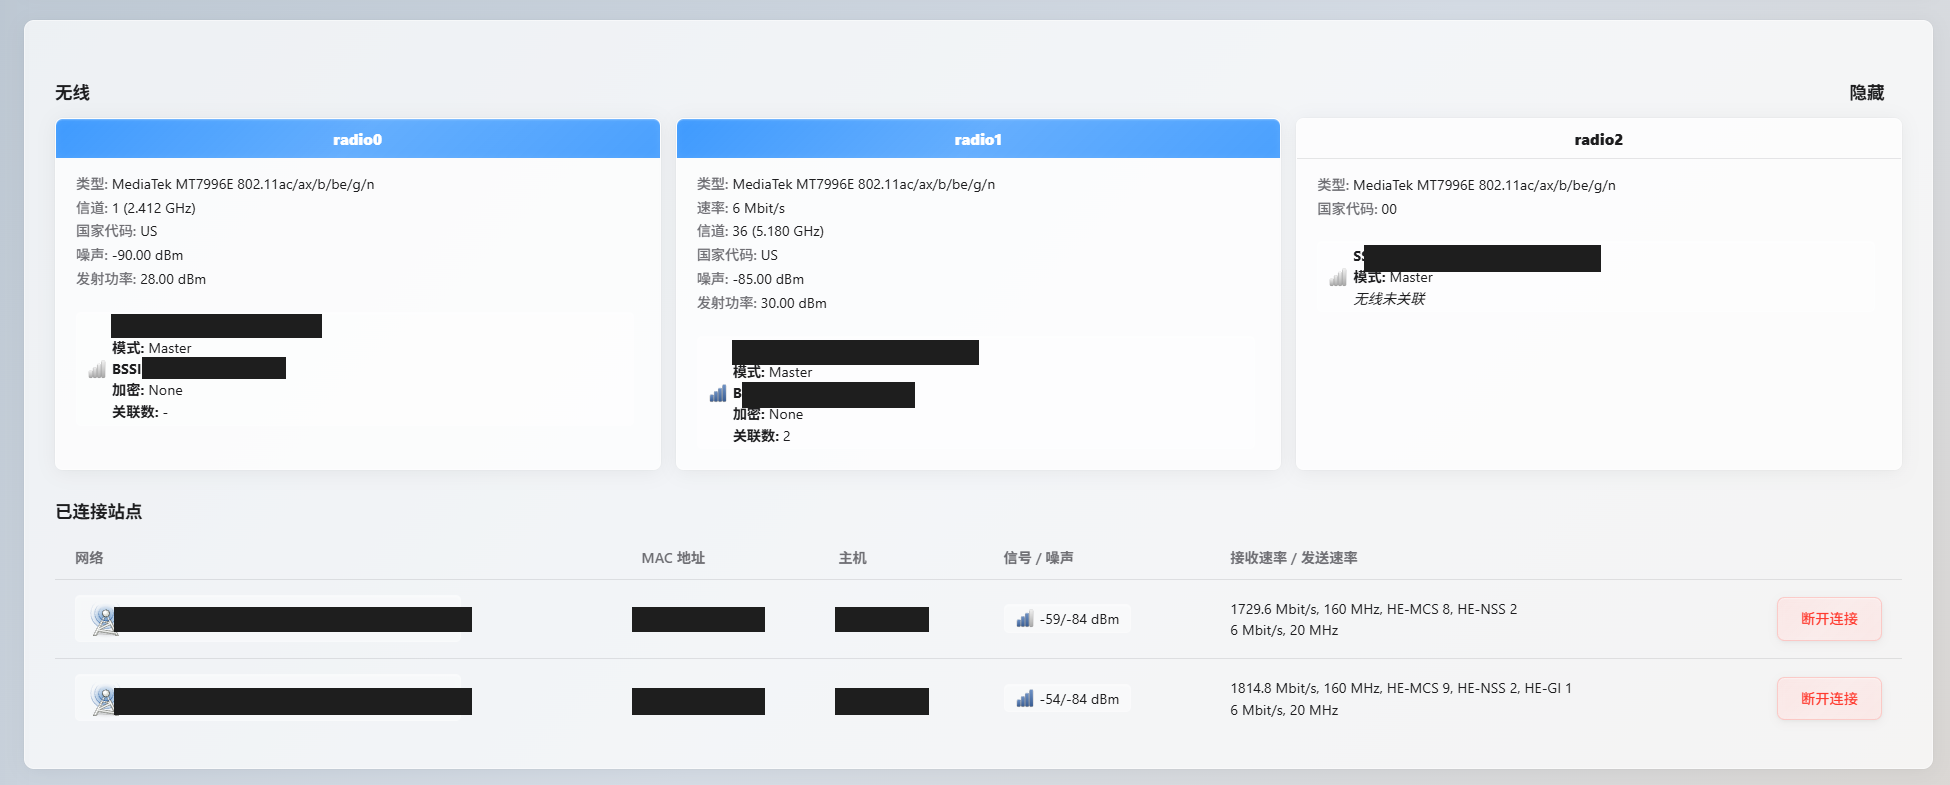 无线
隐藏
radio0
类型: MediaTek MT7996E 802.11ac/ax/b/be/g/n
信道: 1 (2.412 GHz)
国家代码: US
噪声: -90.00 dBm
发射功率: 28.00 dBm
模式: Master
BSSI
加密: None
关联数: -
radio1
类型: MediaTek MT7996E 802.11ac/ax/b/be/g/n
速率: 6 Mbit/s
信道: 36 (5.180 GHz)
国家代码: US
噪声: -85.00 dBm
发射功率: 30.00 dBm
模式: Master
B
加密: None
关联数: 2
radio2
类型: MediaTek MT7996E 802.11ac/ax/b/be/g/n
国家代码: 00
SS
模式: Master
无线未关联
已连接站点
网络 MAC 地址 主机 信号 / 噪声 接收速率 / 发送速率
-59/-84 dBm
1729.6 Mbit/s, 160 MHz, HE-MCS 8, HE-NSS 2
6 Mbit/s, 20 MHz
断开连接
-54/-84 dBm
1814.8 Mbit/s, 160 MHz, HE-MCS 9, HE-NSS 2, HE-GI 1
6 Mbit/s, 20 MHz
断开连接